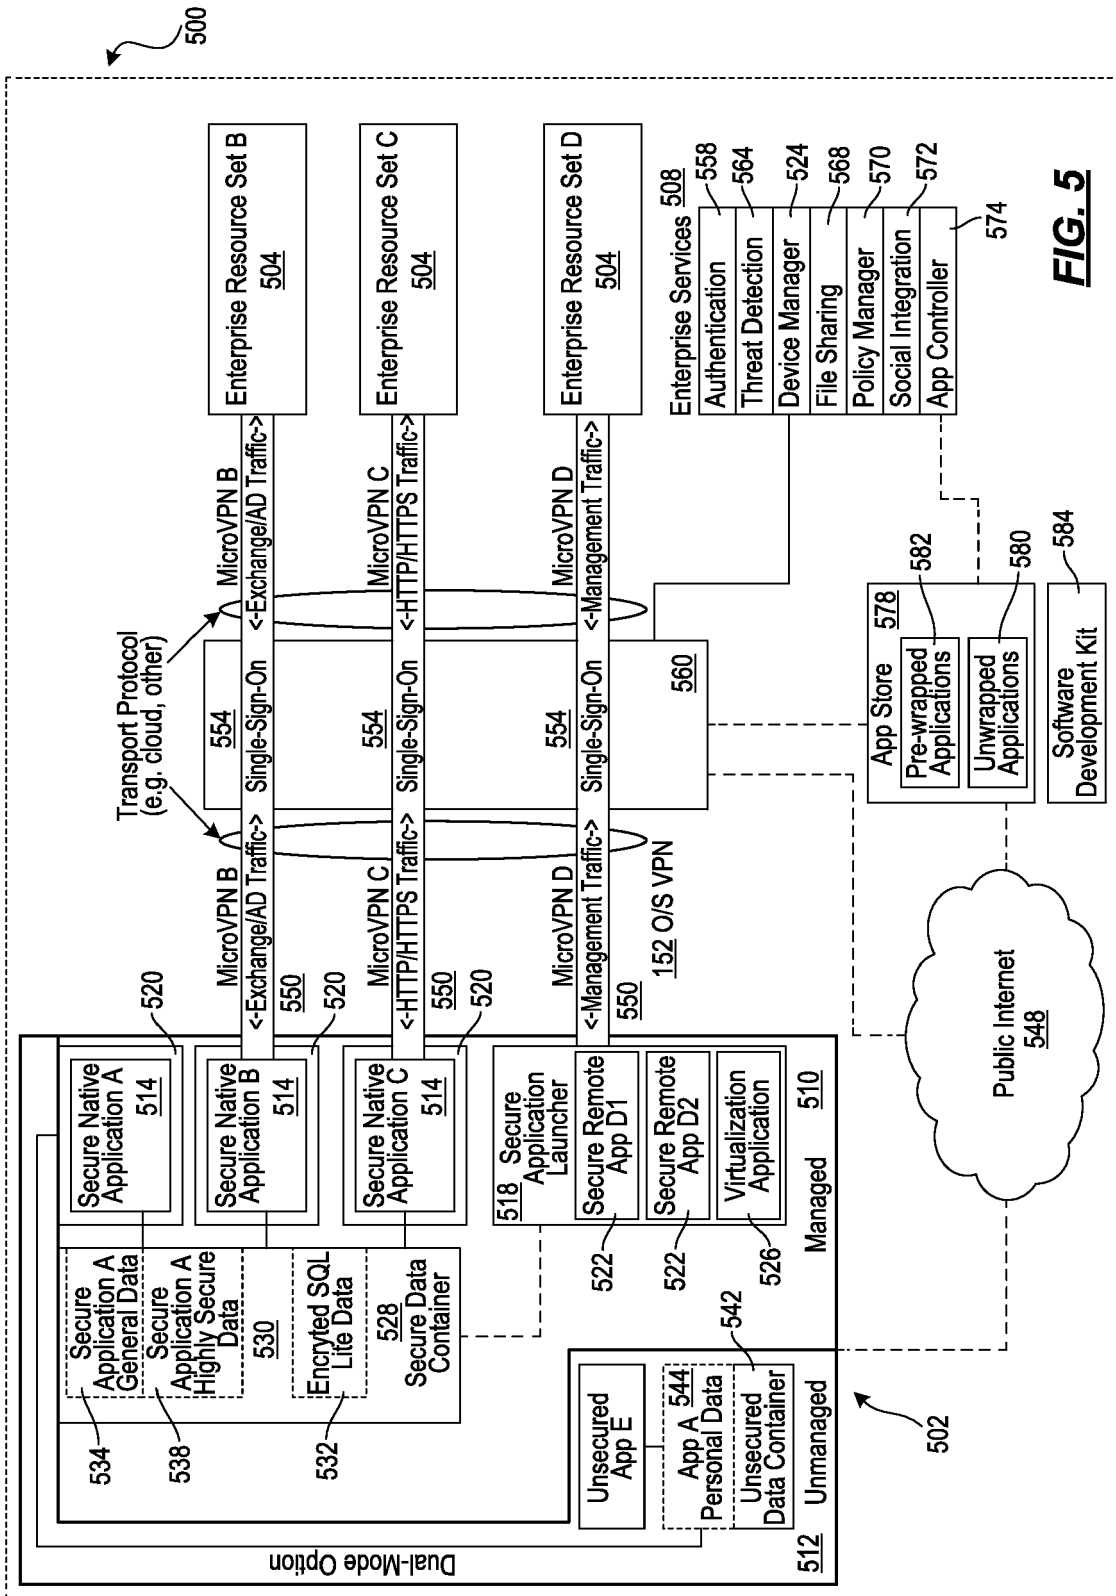 500
Transport Protocol
(e.g. cloud, other)
Dual-Mode Option
534
Secure
Application A
General Data
538
Secure
Application A
Highly Secure
Data
530
532
Encryted SQL
Lite Data
528
Secure Data
Container
Secure Native
Application A
514
520
Secure Native
Application B
514
520
Secure Native
Application C
514
520
518
Secure
Application
Launcher
522
Secure Remote
App D1
522
Secure Remote
App D2
526
Virtualization
Application
Managed
510
MicroVPN B
<-Exchange/AD Traffic->
550
554
Single-Sign-On
MicroVPN B
<-Exchange/AD Traffic->
Enterprise Resource Set B
504
MicroVPN C
<-HTTP/HTTPS Traffic->
550
554
Single-Sign-On
MicroVPN C
<-HTTP/HTTPS Traffic->
Enterprise Resource Set C
504
MicroVPN D
<-Management Traffic->
550
554
Single-Sign-On
MicroVPN D
<-Management Traffic->
Enterprise Resource Set D
504
152 O/S VPN
560
Enterprise Services 508
Authentication
558
Threat Detection
564
Device Manager
524
File Sharing
568
Policy Manager
570
Social Integration
572
App Controller
574
Unsecured
App E
544
App A
Personal Data
542
Unsecured
Data Container
Unmanaged
512
502
Public Internet
548
App Store
578
Pre-wrapped
Applications
582
Unwrapped
Applications
580
Software
Development Kit
584
FIG. 5